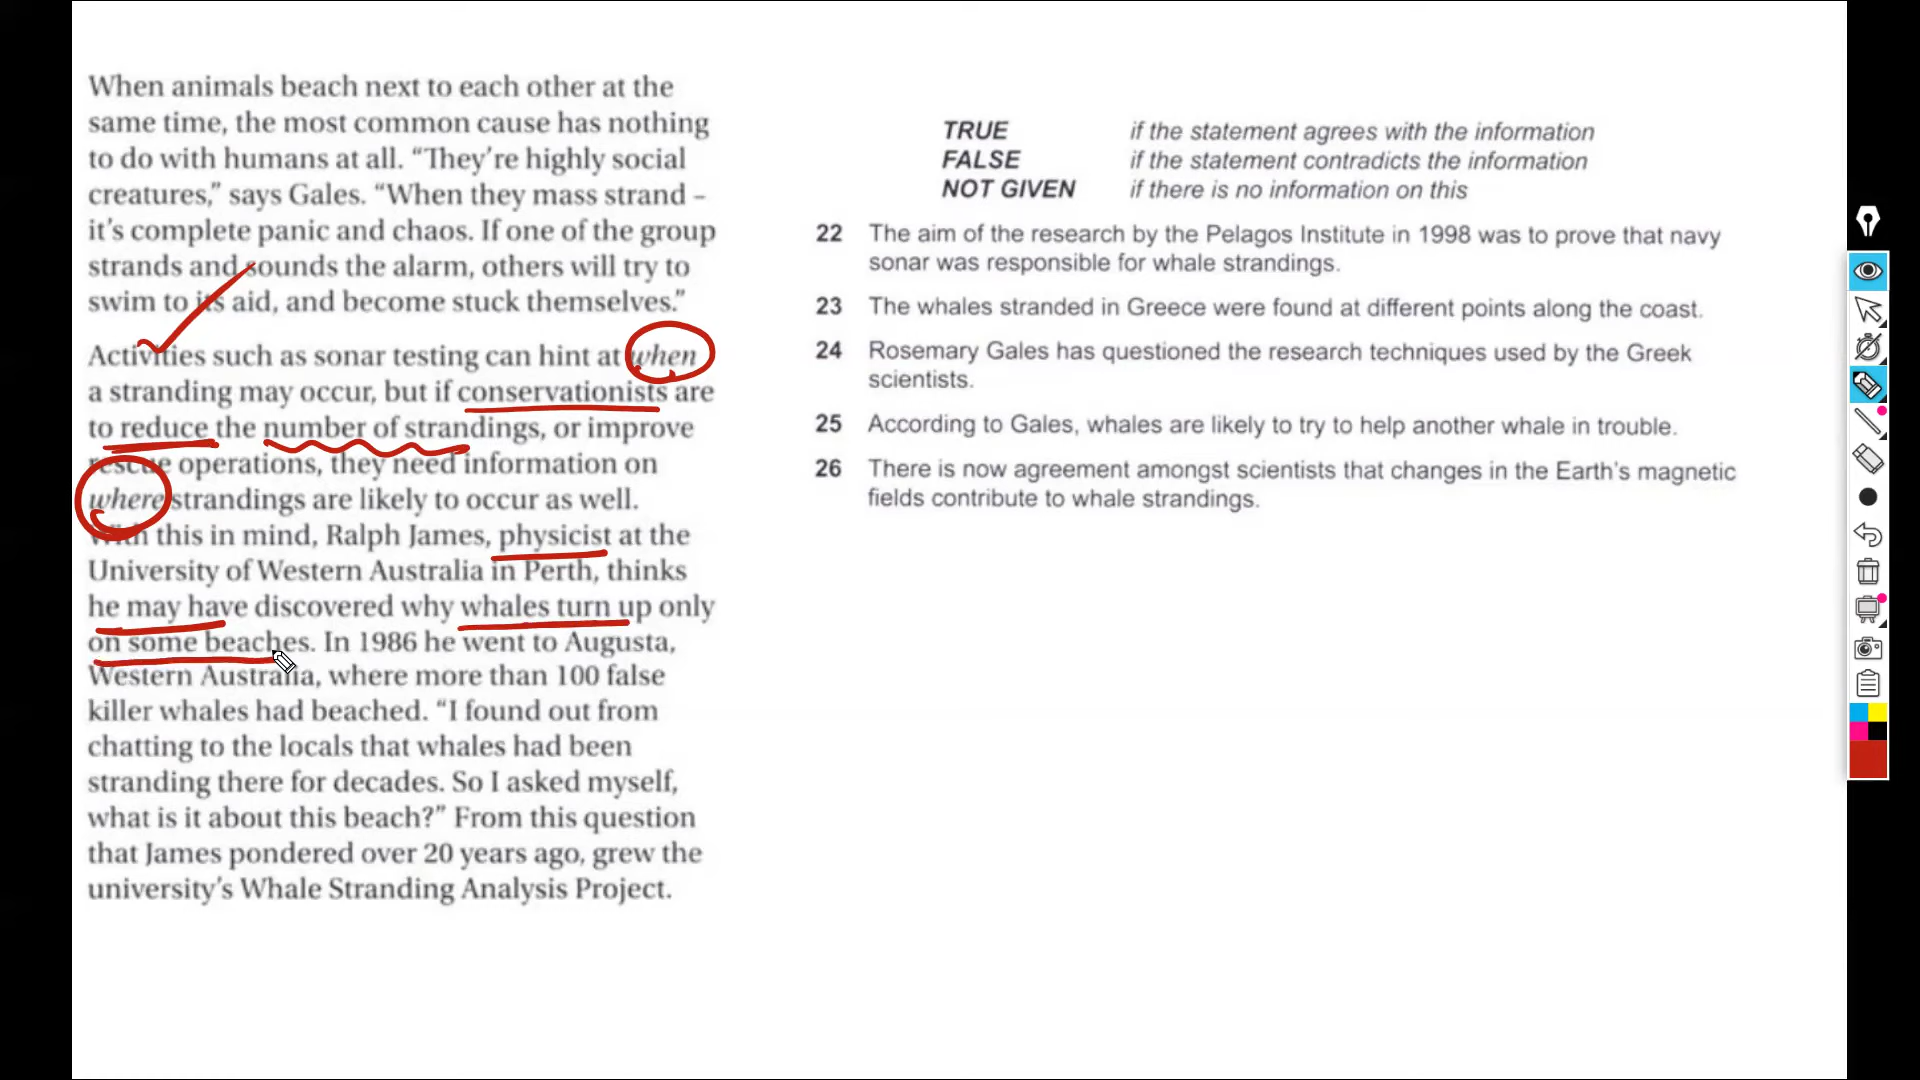 When animals beach next to each other at the
same time, the most common cause has nothing
to do with humans at all. “They’re highly social
creatures,” says Gales. “When they mass strand –
it’s complete panic and chaos. If one of the group
strands and sounds the alarm, others will try to
swim to its aid, and become stuck themselves.”
Activities such as sonar testing can hint at when
a stranding may occur, but if conservationists are
to reduce the number of strandings, or improve
rescue operations, they need information on
where strandings are likely to occur as well.
With this in mind, Ralph James, physicist at the
University of Western Australia in Perth, thinks
he may have discovered why whales turn up only
on some beaches. In 1986 he went to Augusta,
Western Australia, where more than 100 false
killer whales had beached. “I found out from
chatting to the locals that whales had been
stranding there for decades. So I asked myself,
what is it about this beach?” From this question
that James pondered over 20 years ago, grew the
university’s Whale Stranding Analysis Project.
TRUE if the statement agrees with the information
FALSE if the statement contradicts the information
NOT GIVEN if there is no information on this
22 The aim of the research by the Pelagos Institute in 1998 was to prove that navy
sonar was responsible for whale strandings.
23 The whales stranded in Greece were found at different points along the coast.
24 Rosemary Gales has questioned the research techniques used by the Greek
scientists.
25 According to Gales, whales are likely to try to help another whale in trouble.
26 There is now agreement amongst scientists that changes in the Earth’s magnetic
fields contribute to whale strandings.